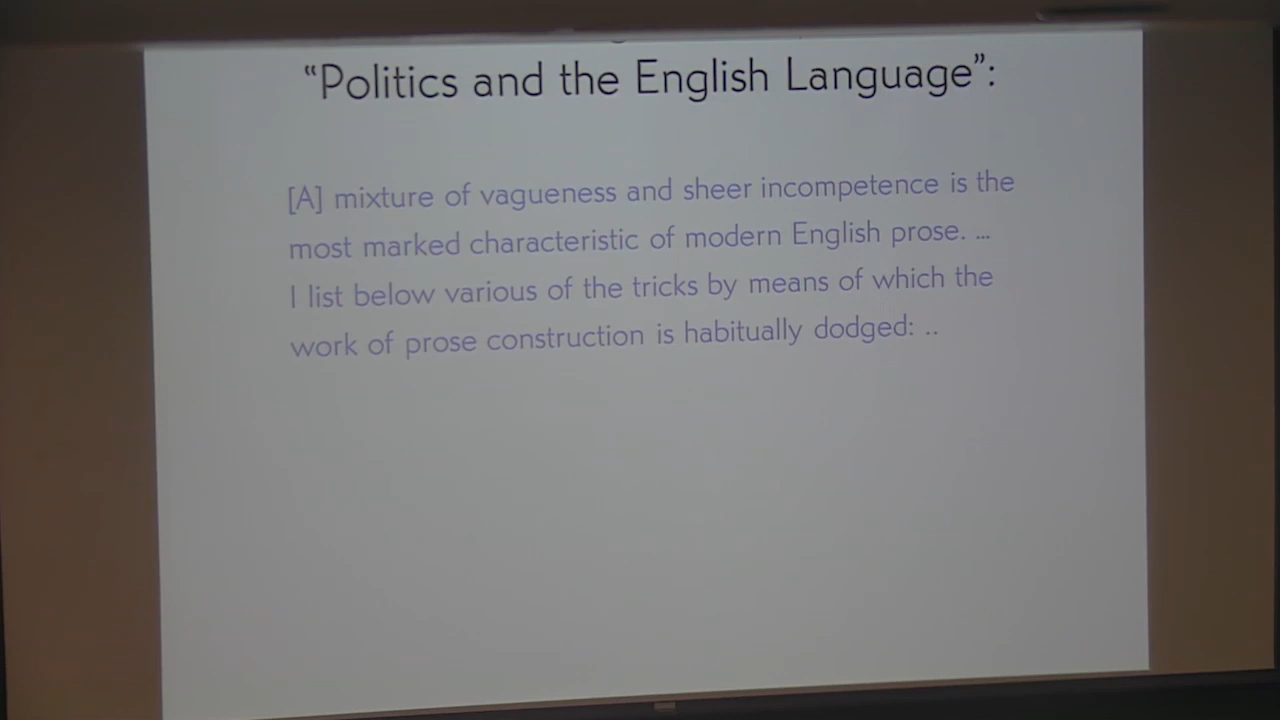 “Politics and the English Language”:
[A] mixture of vagueness and sheer incompetence is the
most marked characteristic of modern English prose. ...
I list below various of the tricks by means of which the
work of prose construction is habitually dodged: ..